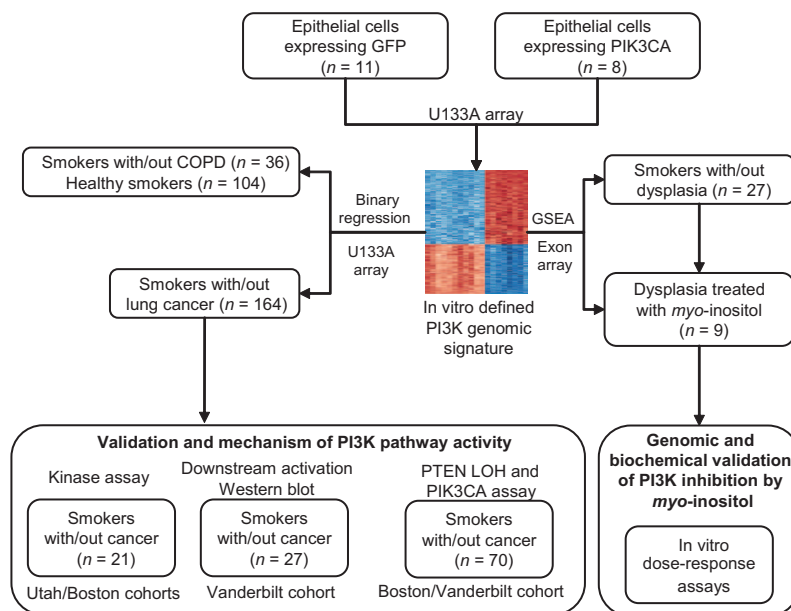 Epithelial cells
expressing GFP
(n = 11)
Epithelial cells
expressing PIK3CA
(n = 8)
U133A array
Smokers with/out COPD (n = 36)
Healthy smokers (n = 104)
Binary
regression
U133A
array
GSEA
Exon
array
Smokers with/out
dysplasia (n = 27)
Smokers with/out
lung cancer (n = 164)
In vitro defined
PI3K genomic
signature
Dysplasia treated
with myo-inositol
(n = 9)
Validation and mechanism of PI3K pathway activity
Kinase assay
Smokers
with/out cancer
(n = 21)
Utah/Boston cohorts
Downstream activation
Western blot
Smokers
with/out cancer
(n = 27)
Vanderbilt cohort
PTEN LOH and
PIK3CA assay
Smokers
with/out cancer
(n = 70)
Boston/Vanderbilt cohort
Genomic and
biochemical validation
of PI3K inhibition by
myo-inositol
In vitro
dose-response
assays